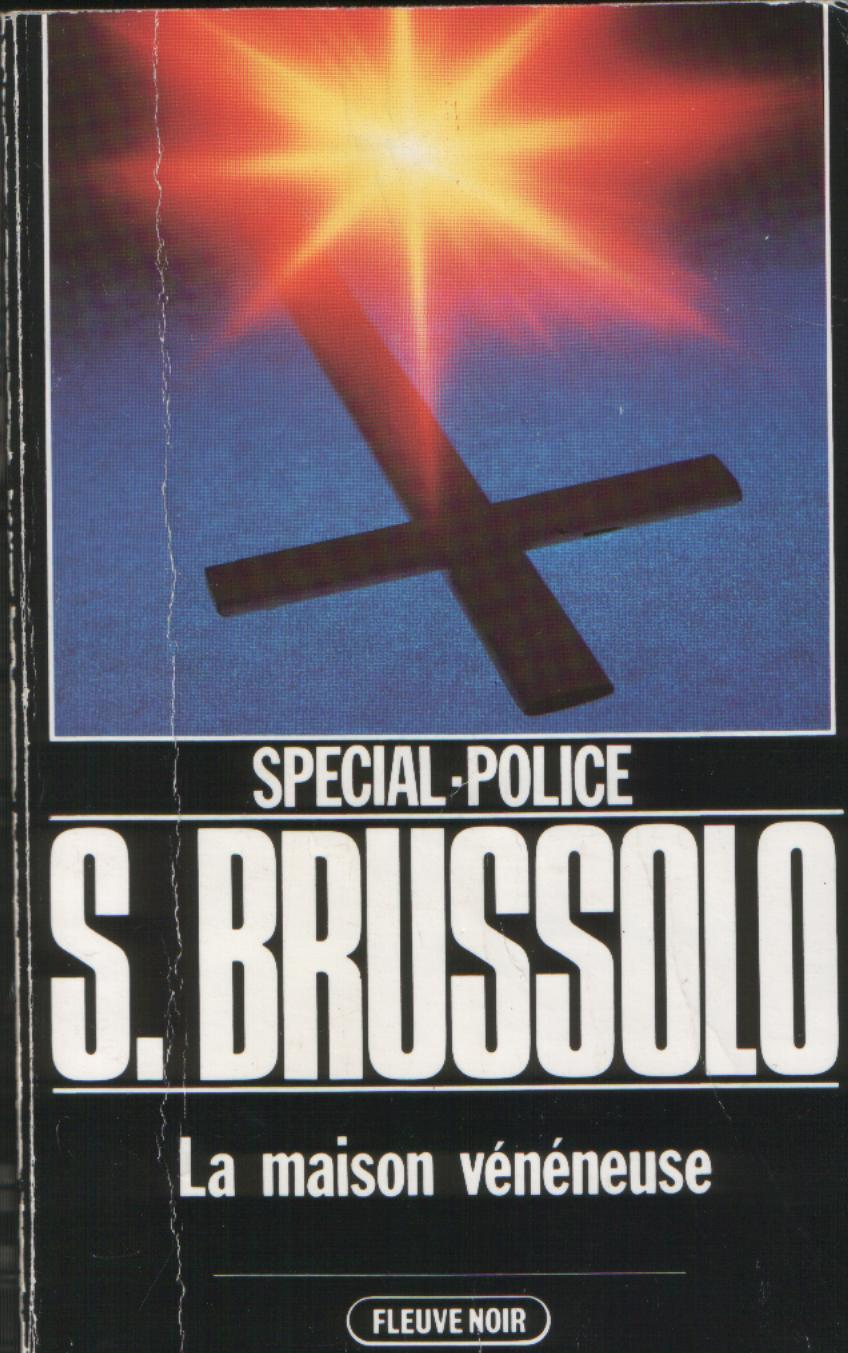 SPECIAL·POLICE
S. BRUSSOLO
La maison vénéneuse
FLEUVE NOIR